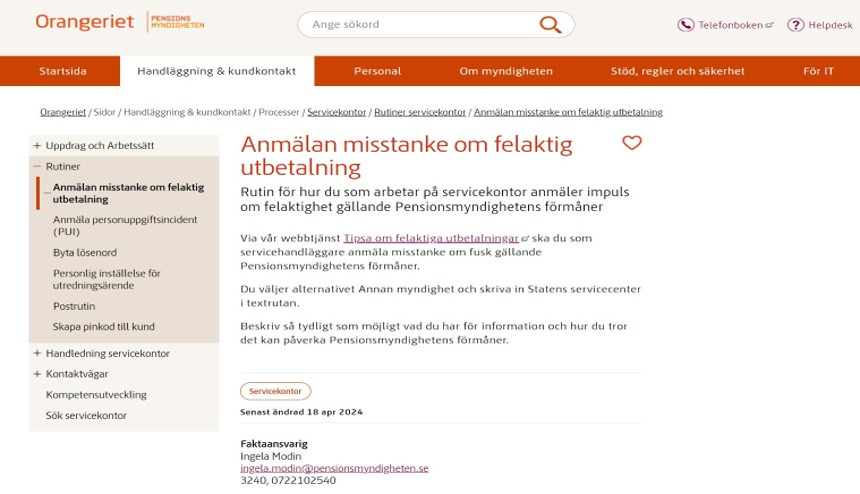 Orangeriet PENSIONS MYNDIGHETEN
Ange sökord
Telefonboken
Helpdesk
Startsida
Handläggning & kundkontakt
Personal
Om myndigheten
Stöd, regler och säkerhet
För IT
Orangeriet / Sidor / Handläggning & kundkontakt / Processer / Servicekontor / Rutiner servicekontor / Anmälan misstanke om felaktig utbetalning
+ Uppdrag och Arbetssätt
− Rutiner
− Anmälan misstanke om felaktig
utbetalning
Anmäla personuppgiftsincident
(PUI)
Byta lösenord
Personlig inställelse för
utredningsärende
Postrutin
Skapa pinkod till kund
+ Handledning servicekontor
+ Kontaktvägar
Kompetensutveckling
Sök servicekontor
Anmälan misstanke om felaktig
utbetalning
Rutin för hur du som arbetar på servicekontor anmäler impuls
om felaktighet gällande Pensionsmyndighetens förmåner
Via vår webbtjänst Tipsa om felaktiga utbetalningar ska du som
servicehandläggare anmäla misstanke om fusk gällande
Pensionsmyndighetens förmåner.
Du väljer alternativet Annan myndighet och skriva in Statens servicecenter
i textrutan.
Beskriv så tydligt som möjligt vad du har för information och hur du tror
det kan påverka Pensionsmyndighetens förmåner.
Servicekontor
Senast ändrad 18 apr 2024
Faktaansvarig
Ingela Modin
ingela.modin@pensionsmyndigheten.se
3240, 0722102540